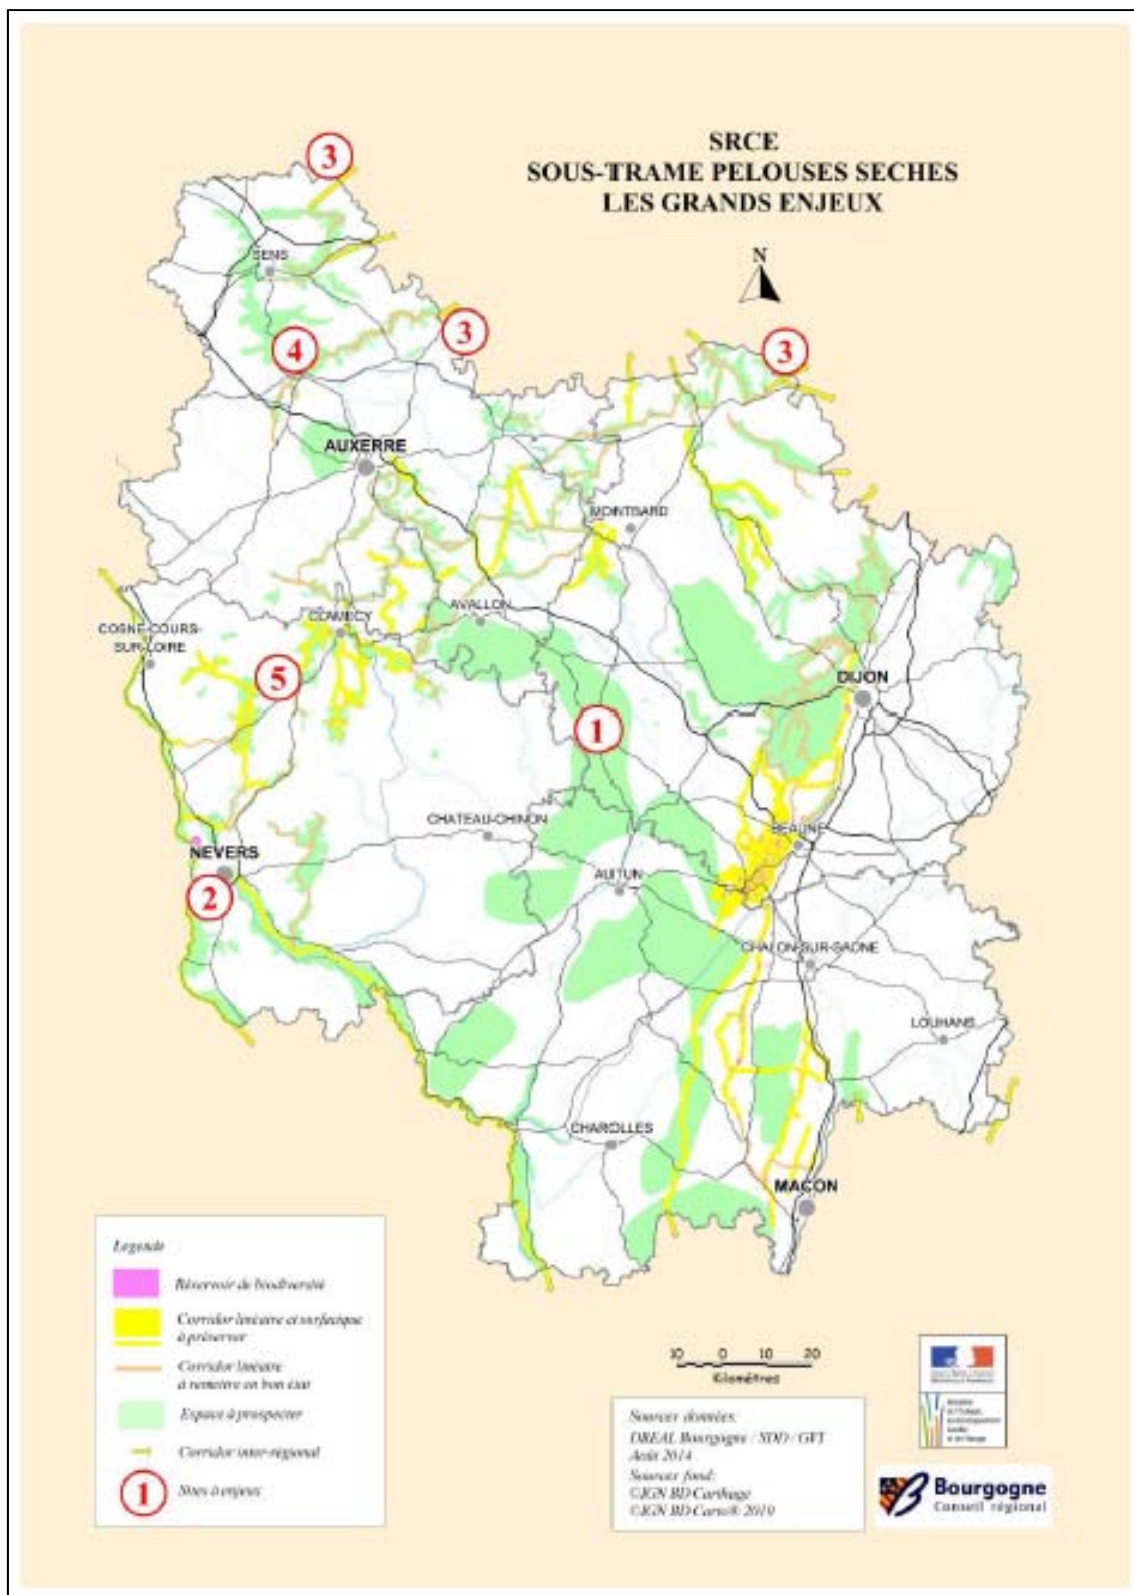 SRCE
SOUS-TRAME PELOUSES SECHES
LES GRANDS ENJEUX
N
3
SENS
3
4
3
AUXERRE
MONTBARD
AVALLON
CLAMECY
COSNE-COURS-
SUR-LOIRE
5
DIJON
1
CHATEAU-CHINON
BEAUNE
NEVERS
2
AUTUN
CHALON-SUR-SAONE
LOUHANS
CHAROLLES
MACON
Legende
Réservoir de biodiversité
Corridor linéaire et surfacique
à préserver
Corridor linéaire
à remettre en bon état
Espace à prospecter
Corridor inter-régional
1 Sites à enjeux
10 0 10 20
Kilomètres
Sources données:
DREAL Bourgogne / SDD / GVT
Août 2014
Sources fond:
©IGN BD Carthage
©IGN BD Carto® 2010
Bourgogne
Conseil régional